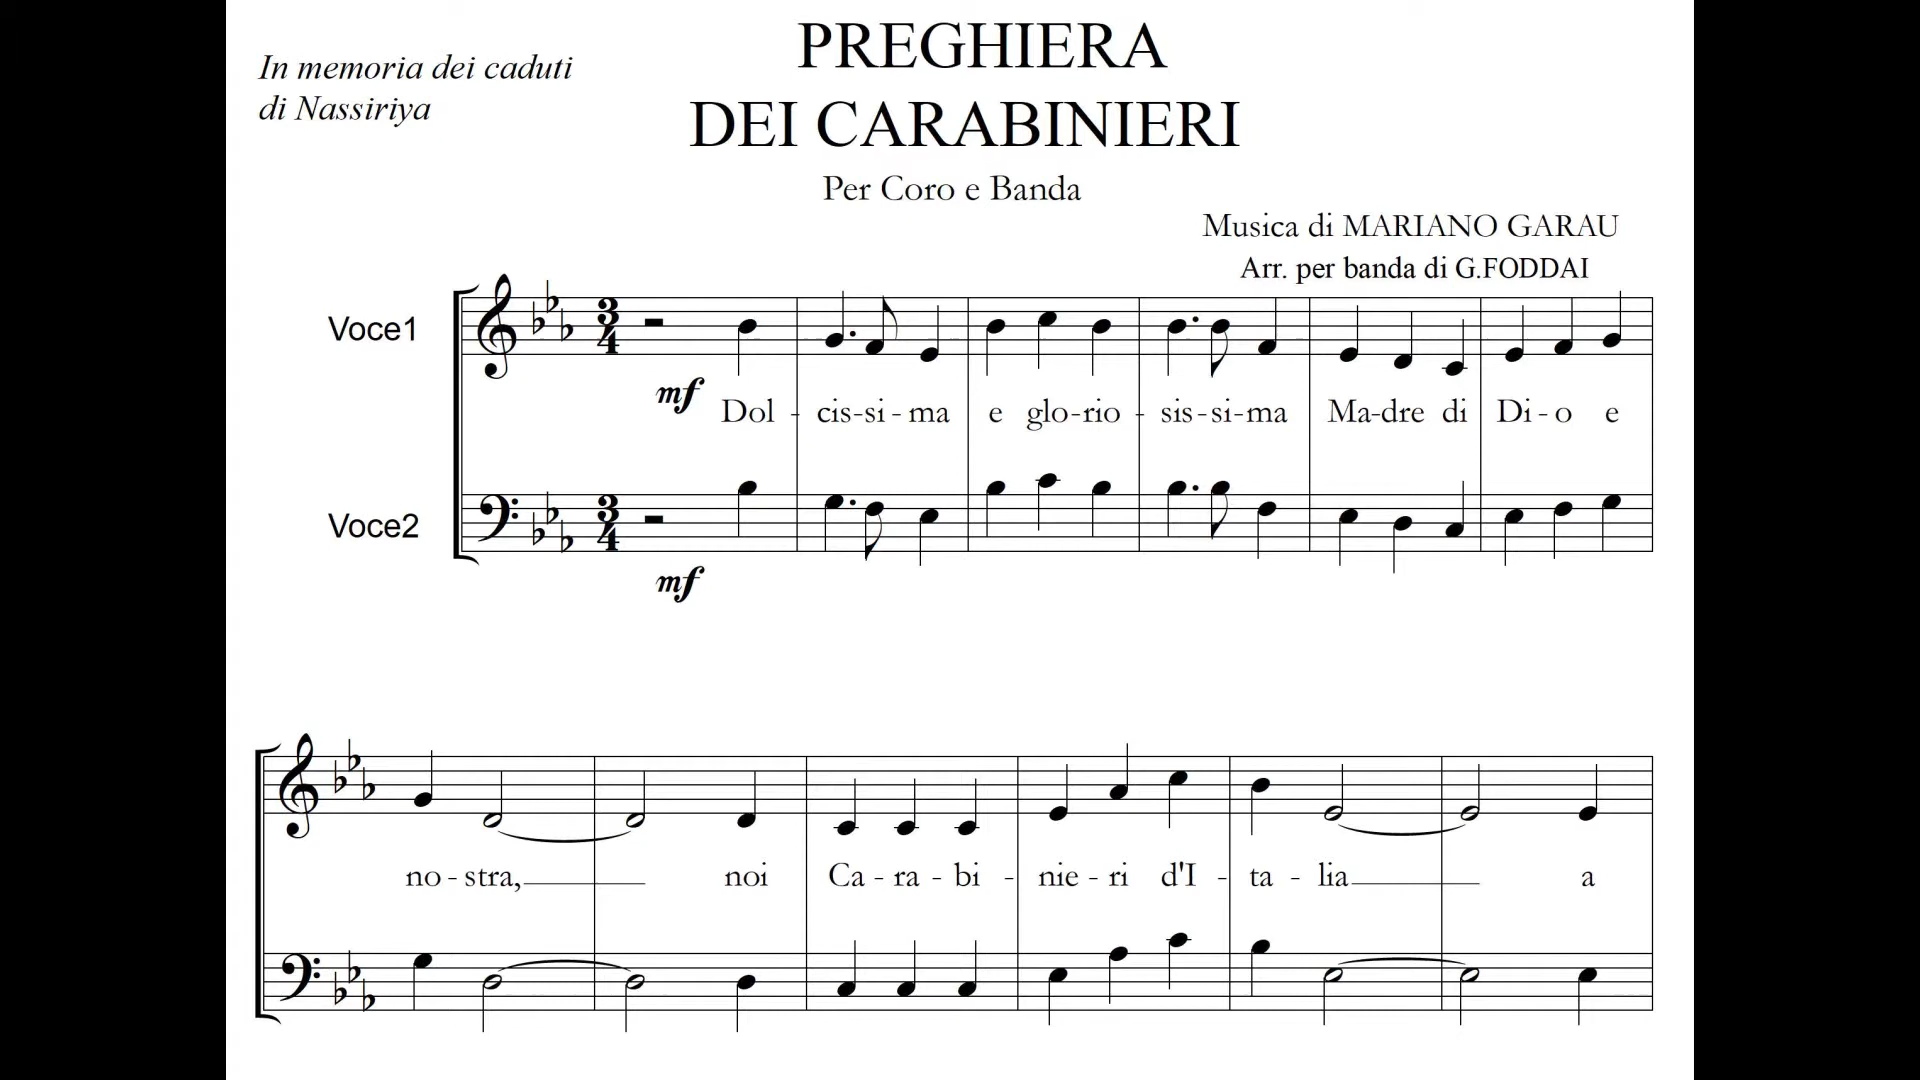 In memoria dei caduti
di Nassiriya
PREGHIERA
DEI CARABINIERI
Per Coro e Banda
Musica di MARIANO GARAU
Arr. per banda di G.FODDAI
Voce1
mf
Dol - cis-si-ma e glo-rio - sis-si-ma Ma-dre di Di-o e
Voce2
mf
no-stra, noi Ca-ra-bi - nie-ri d'I - ta - lia a